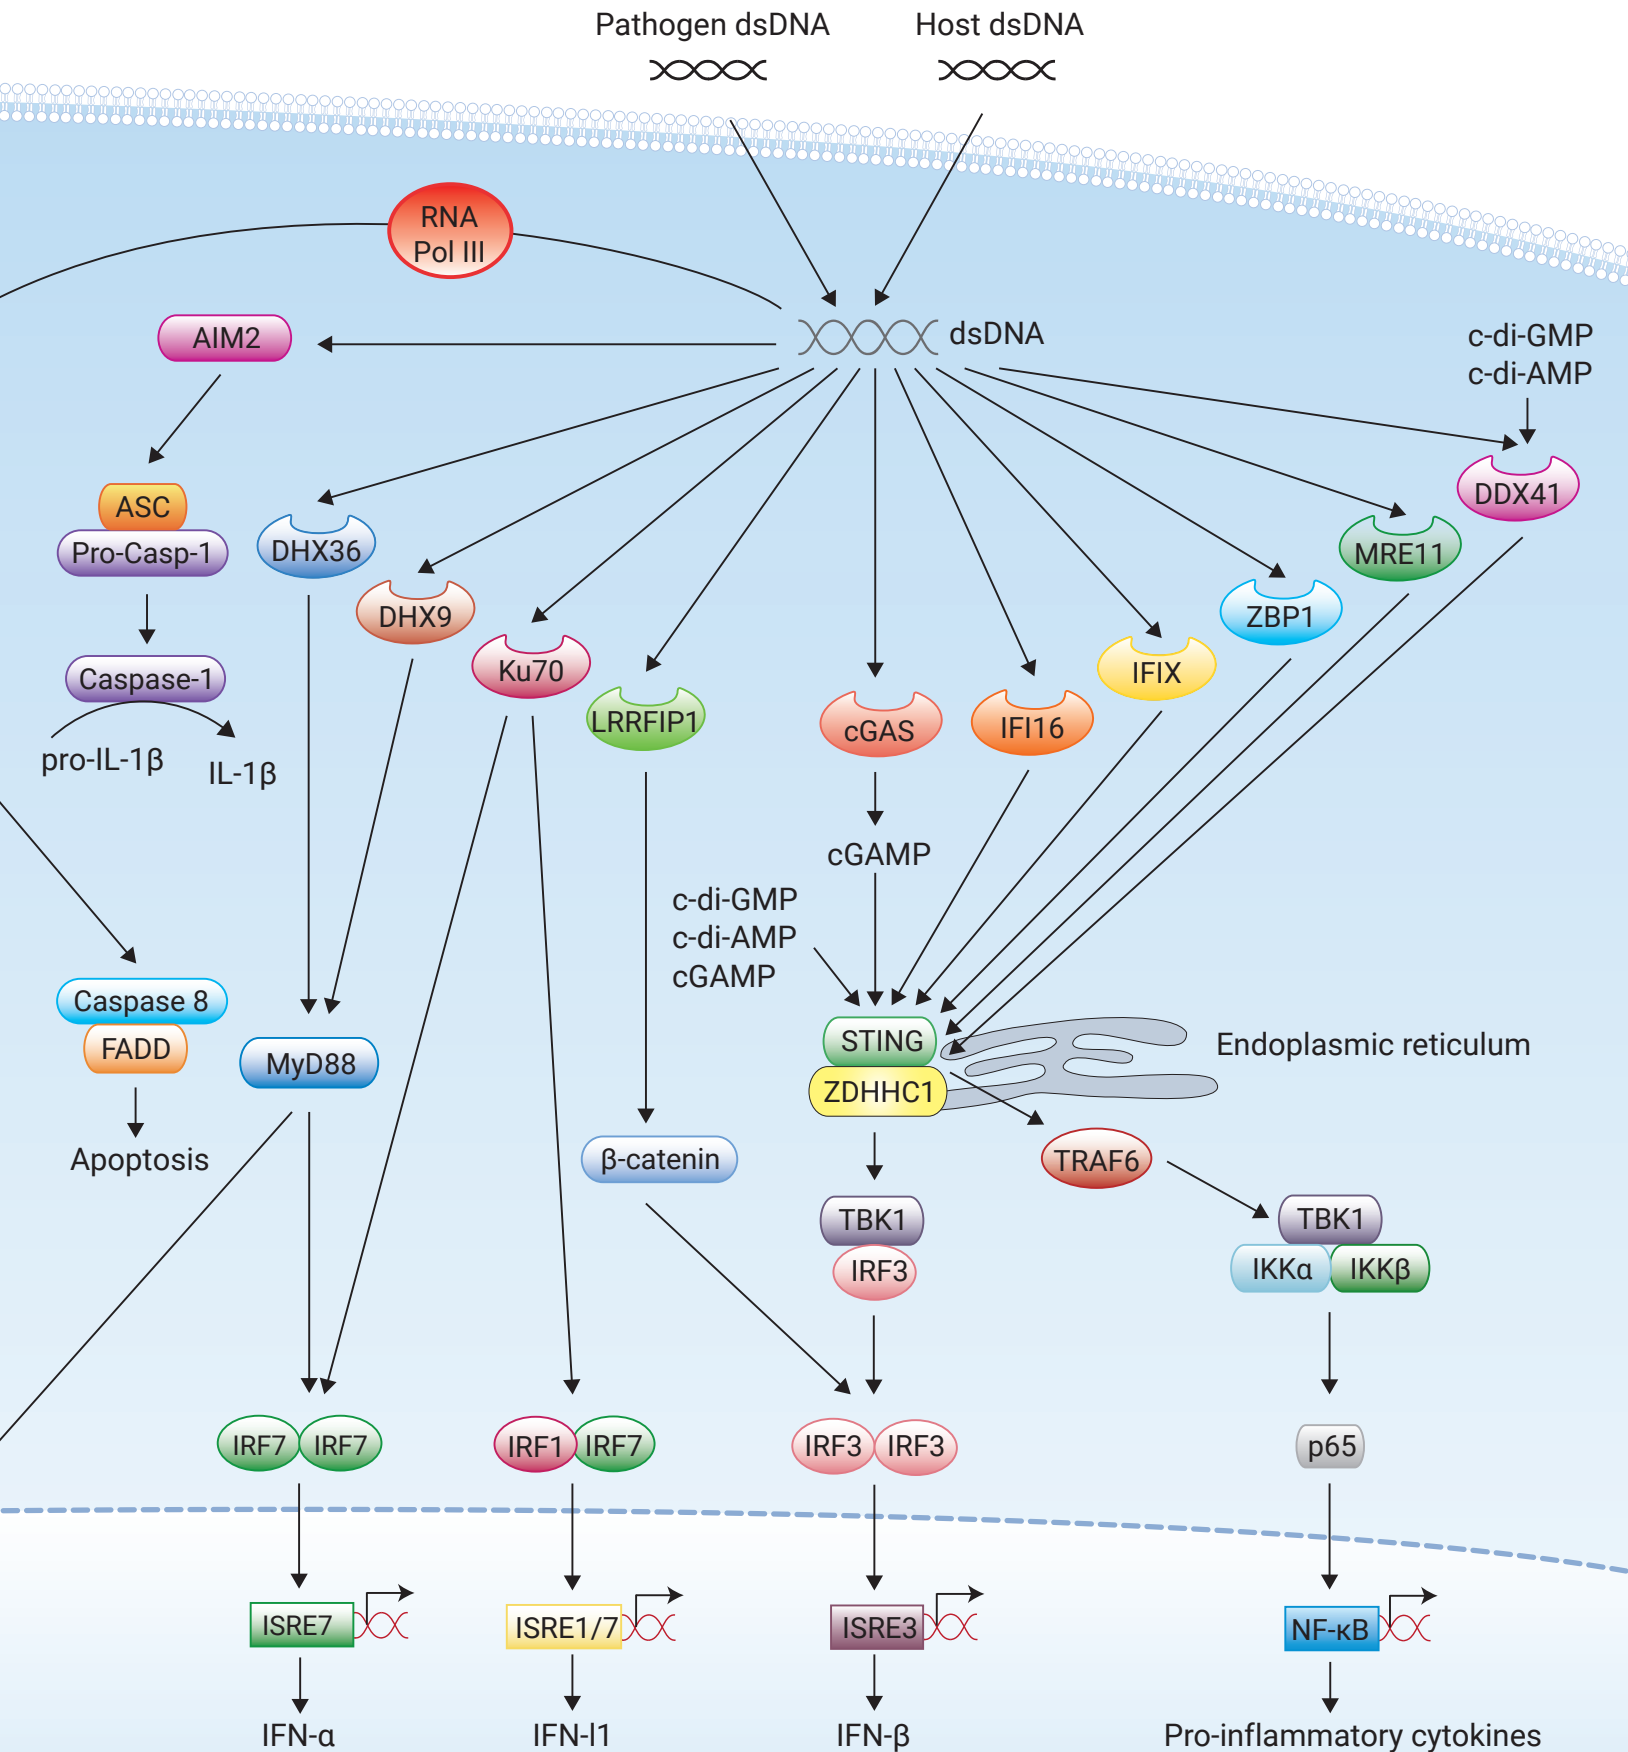 Pathogen dsDNA
Host dsDNA
RNA
Pol III
AIM2
dsDNA
c-di-GMP
c-di-AMP
ASC
Pro-Casp-1
DHX36
DDX41
MRE11
DHX9
ZBP1
Ku70
IFIX
Caspase-1
LRRFIP1
cGAS
IFI16
pro-IL-1β
IL-1β
cGAMP
c-di-GMP
c-di-AMP
cGAMP
Caspase 8
FADD
MyD88
STING
ZDHHC1
Endoplasmic reticulum
Apoptosis
β-catenin
TRAF6
TBK1
IRF3
TBK1
IKKα
IKKβ
IRF7
IRF7
IRF1
IRF7
IRF3
IRF3
p65
ISRE7
ISRE1/7
ISRE3
NF-κB
IFN-α
IFN-l1
IFN-β
Pro-inflammatory cytokines